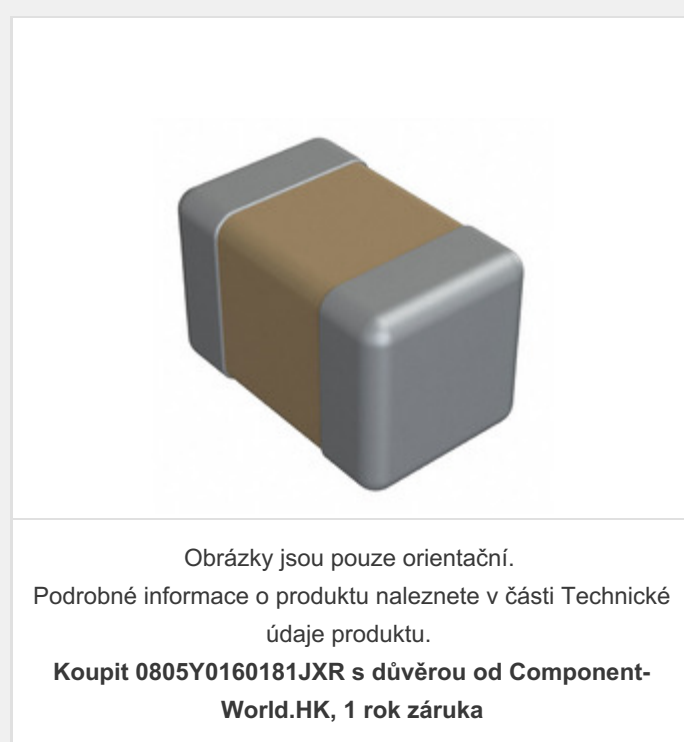 Obrázky jsou pouze orientační.
Podrobné informace o produktu naleznete v části Technické
údaje produktu.
Koupit 0805Y0160181JXR s důvěrou od Component-
World.HK, 1 rok záruka